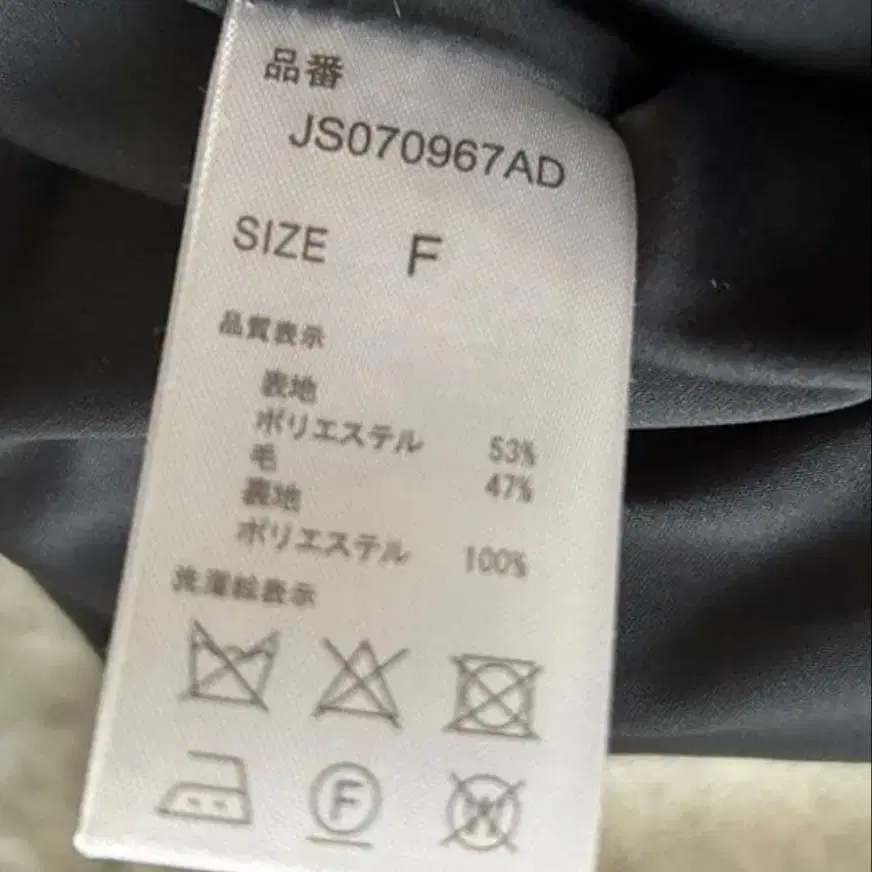 品番
JS070967AD
SIZE F
品質表示
表地
ポリエステル 53%
毛 47%
裏地
ポリエステル 100%
洗濯絵表示
F
W